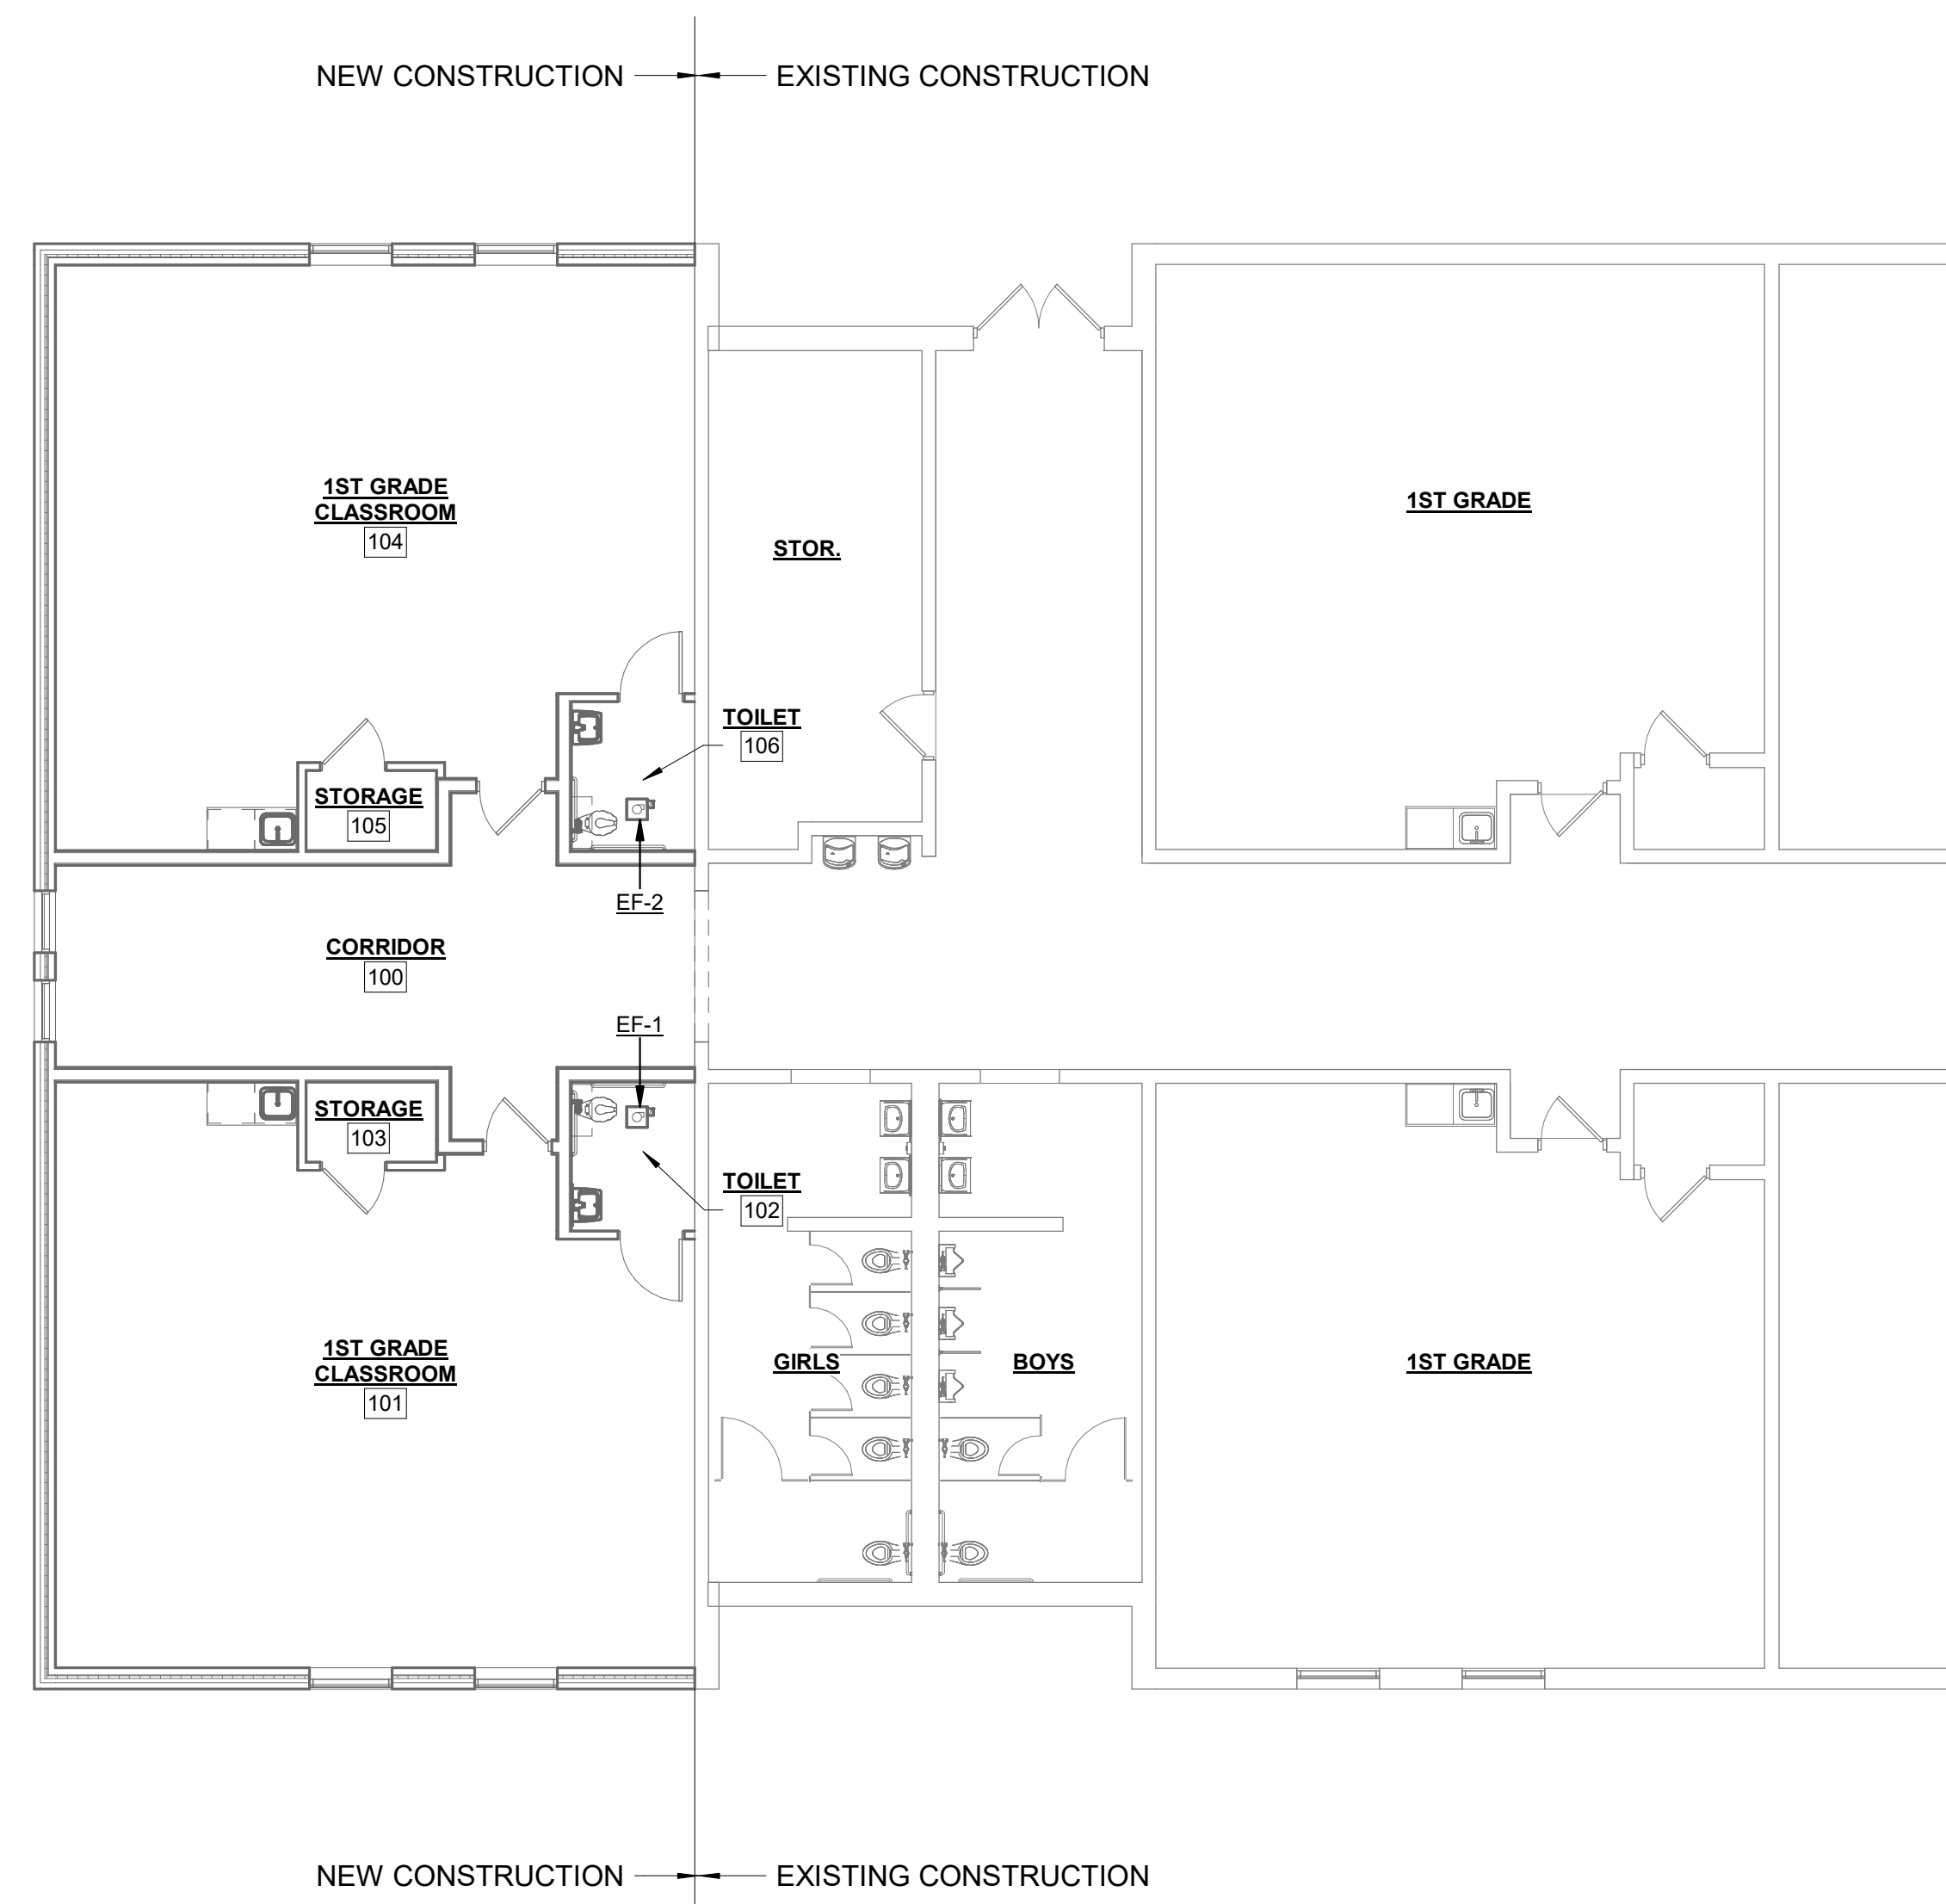 NEW CONSTRUCTION
EXISTING CONSTRUCTION
1ST GRADE
CLASSROOM
104
1ST GRADE
STOR.
TOILET
106
STORAGE
105
EF-2
CORRIDOR
100
EF-1
STORAGE
103
TOILET
102
1ST GRADE
CLASSROOM
101
GIRLS
BOYS
1ST GRADE
NEW CONSTRUCTION
EXISTING CONSTRUCTION